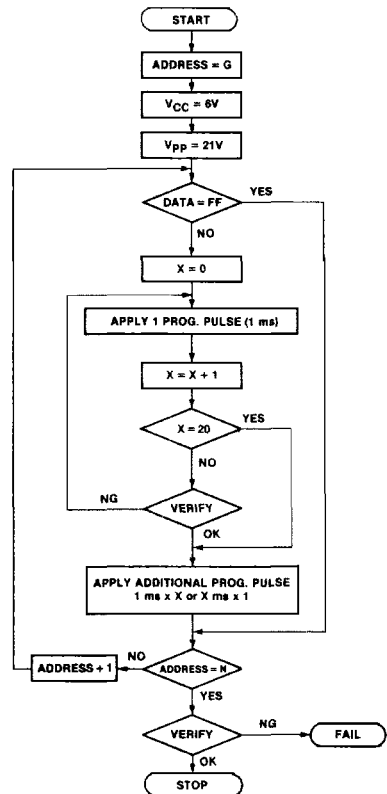 START
ADDRESS = G
VCC = 6V
VPP = 21V
DATA = FF
YES
NO
X = 0
APPLY 1 PROG. PULSE (1 ms)
X = X + 1
X = 20
YES
NO
NG
VERIFY
OK
APPLY ADDITIONAL PROG. PULSE
1 ms x X or X ms x 1
ADDRESS + 1
NO
ADDRESS = N
YES
VERIFY
NG
FAIL
OK
STOP